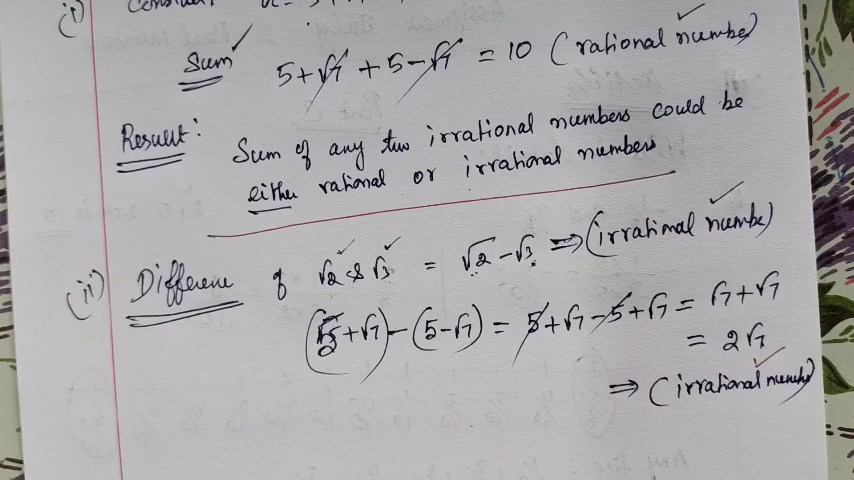 (i)
Sum 5+√7 + 5-√7 = 10 (rational number)
Result: Sum of any two irrational numbers could be
either rational or irrational numbers
(ii) Difference of √2 & √3 = √2 - √3 ⇒ (irrational number)
(5+√7) - (5-√7) = 5+√7-5+√7 = √7+√7
= 2√7
⇒ (irrational number)